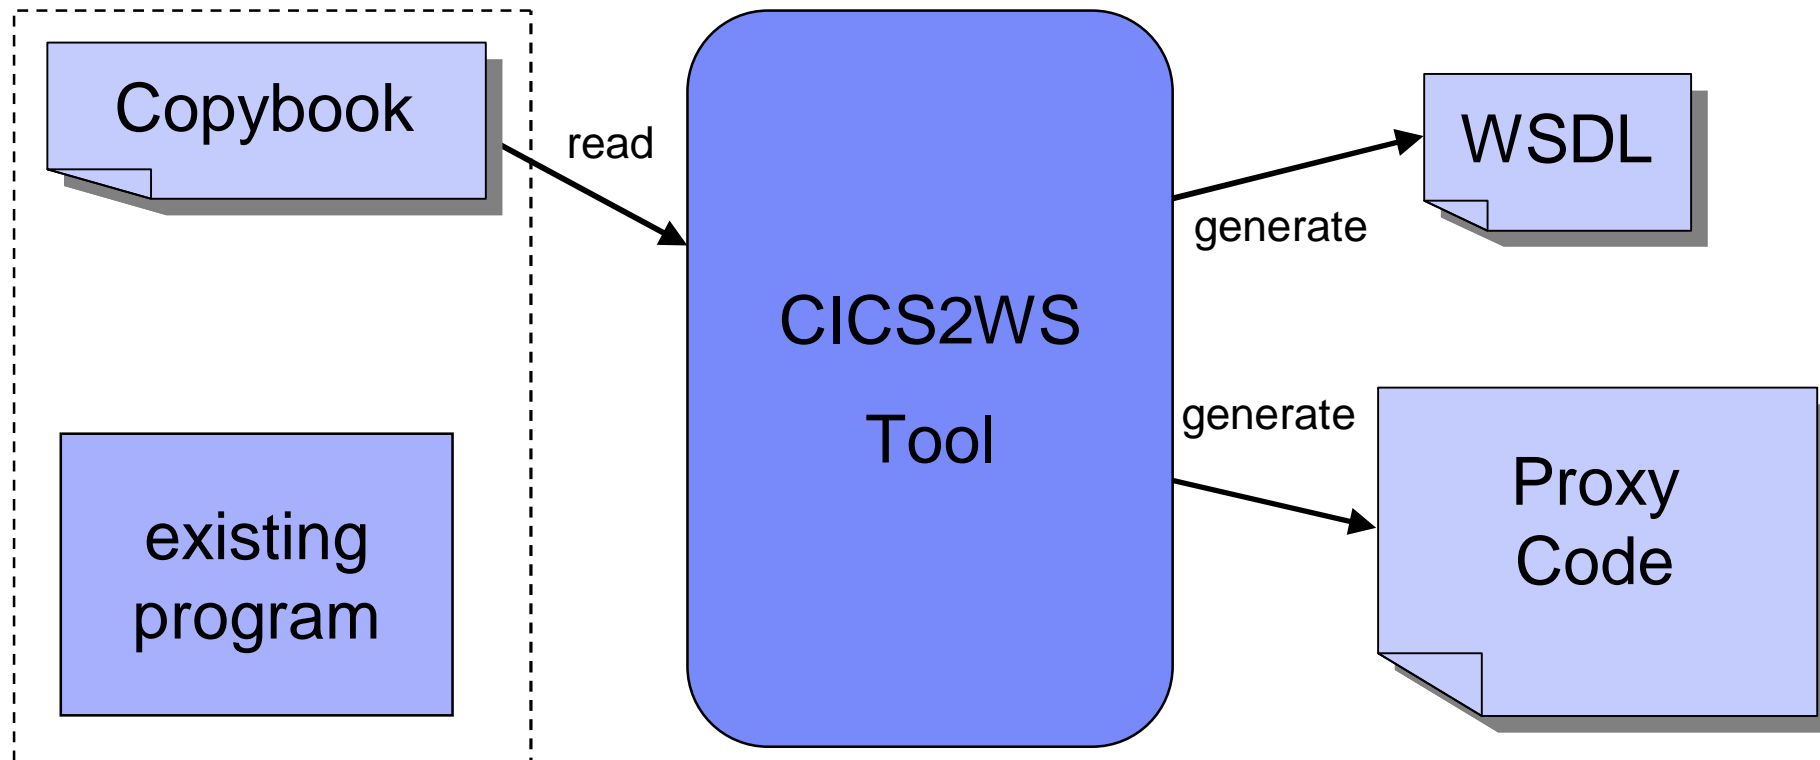 Copybook
read
existing
program
CICS2WS
Tool
generate
WSDL
generate
Proxy
Code